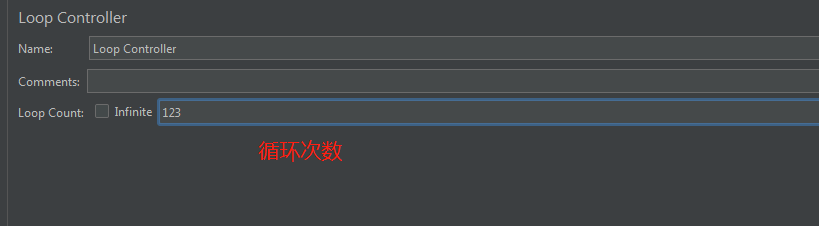 Loop Controller
Name: Loop Controller
Comments:
Loop Count: Infinite 123
循环次数